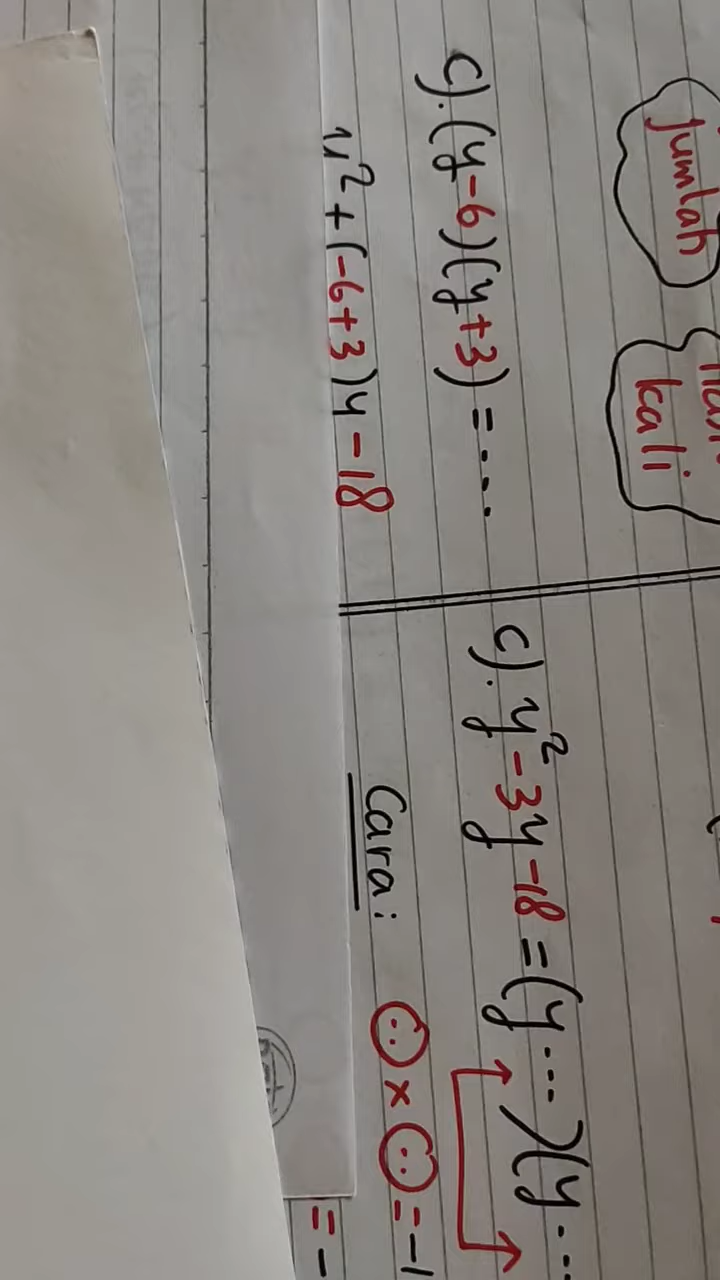 jumlah
kali
c). (y-6)(y+3) = ....
y²+(-6+3)y-18
c). y²-3y-18 = (y...)(y...
Cara: (..) × (..) = -1
= -